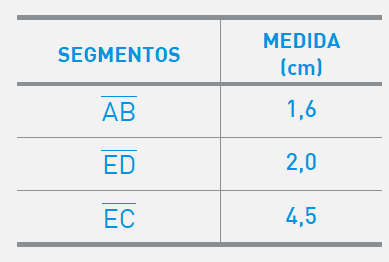 SEGMENTOS
MEDIDA
(cm)
AB 1,6
ED 2,0
EC 4,5